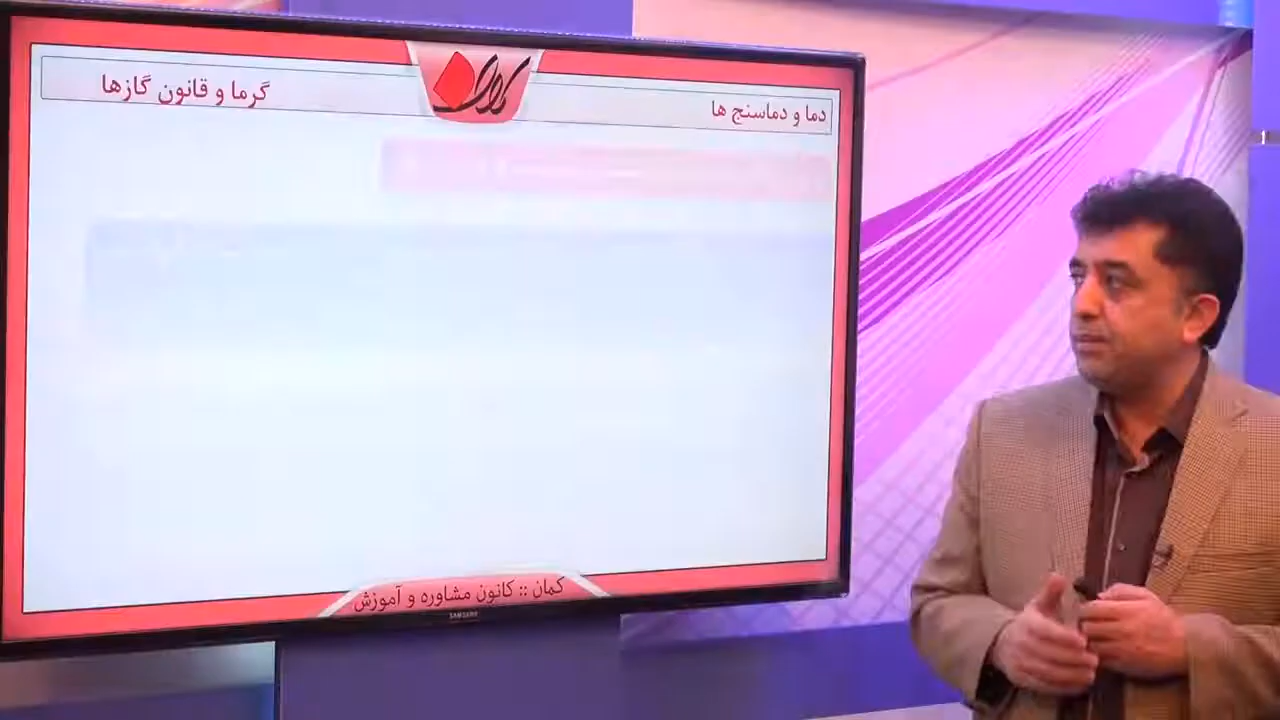 دما و دماسنج ها
گرما و قانون گازها
کمان :: کانون مشاوره و آموزش
SAMSUNG